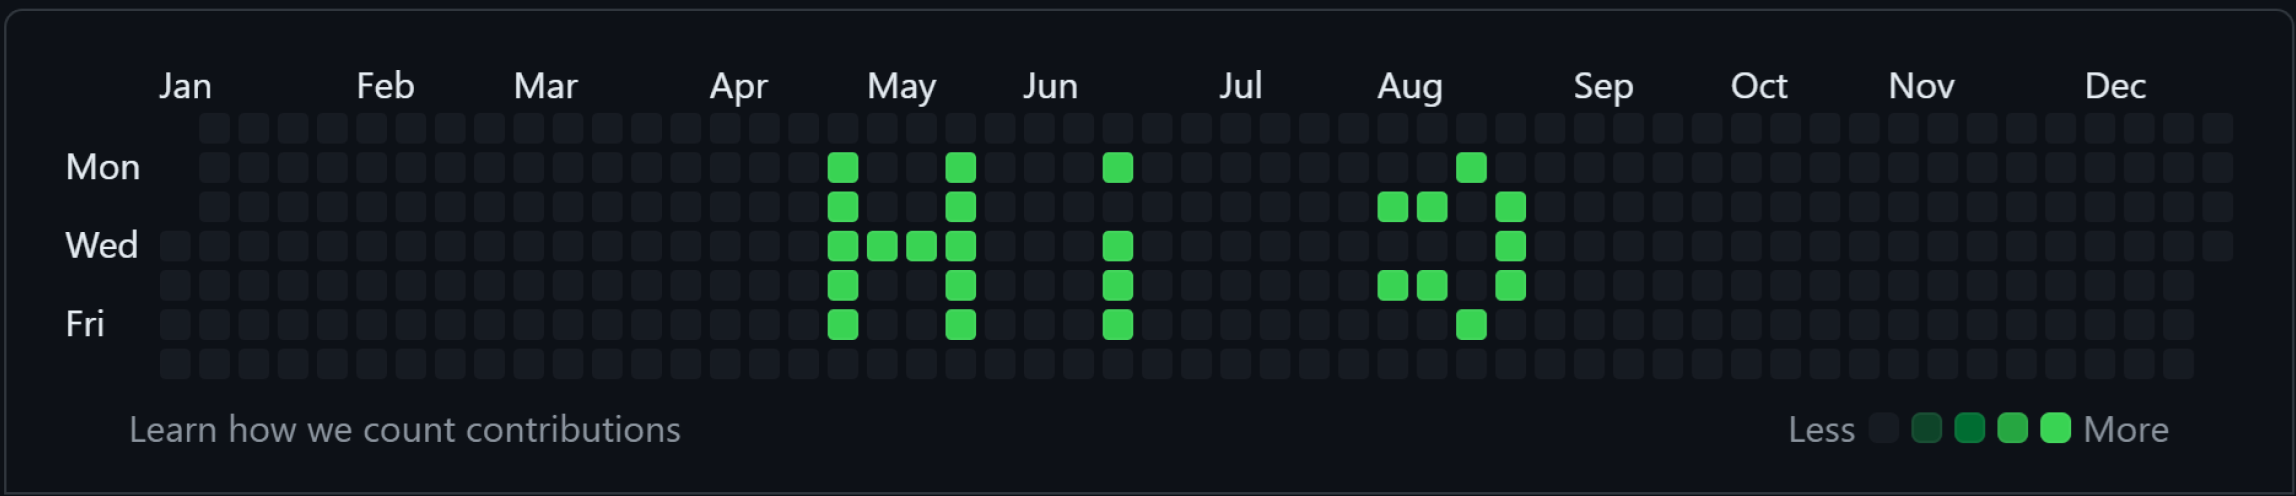 Jan Feb Mar Apr May Jun Jul Aug Sep Oct Nov Dec
Mon
Wed
Fri
Hi =)
Learn how we count contributions
Less More